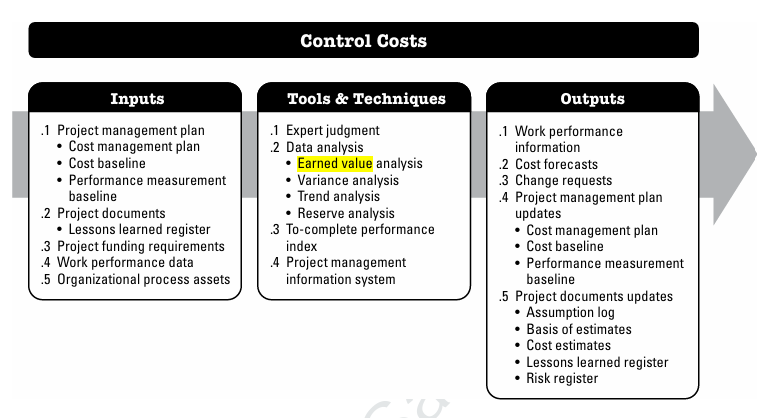 Control Costs
Inputs
.1 Project management plan
• Cost management plan
• Cost baseline
• Performance measurement
baseline
.2 Project documents
• Lessons learned register
.3 Project funding requirements
.4 Work performance data
.5 Organizational process assets
Tools & Techniques
.1 Expert judgment
.2 Data analysis
• Earned value analysis
• Variance analysis
• Trend analysis
• Reserve analysis
.3 To-complete performance
index
.4 Project management
information system
Outputs
.1 Work performance
information
.2 Cost forecasts
.3 Change requests
.4 Project management plan
updates
• Cost management plan
• Cost baseline
• Performance measurement
baseline
.5 Project documents updates
• Assumption log
• Basis of estimates
• Cost estimates
• Lessons learned register
• Risk register